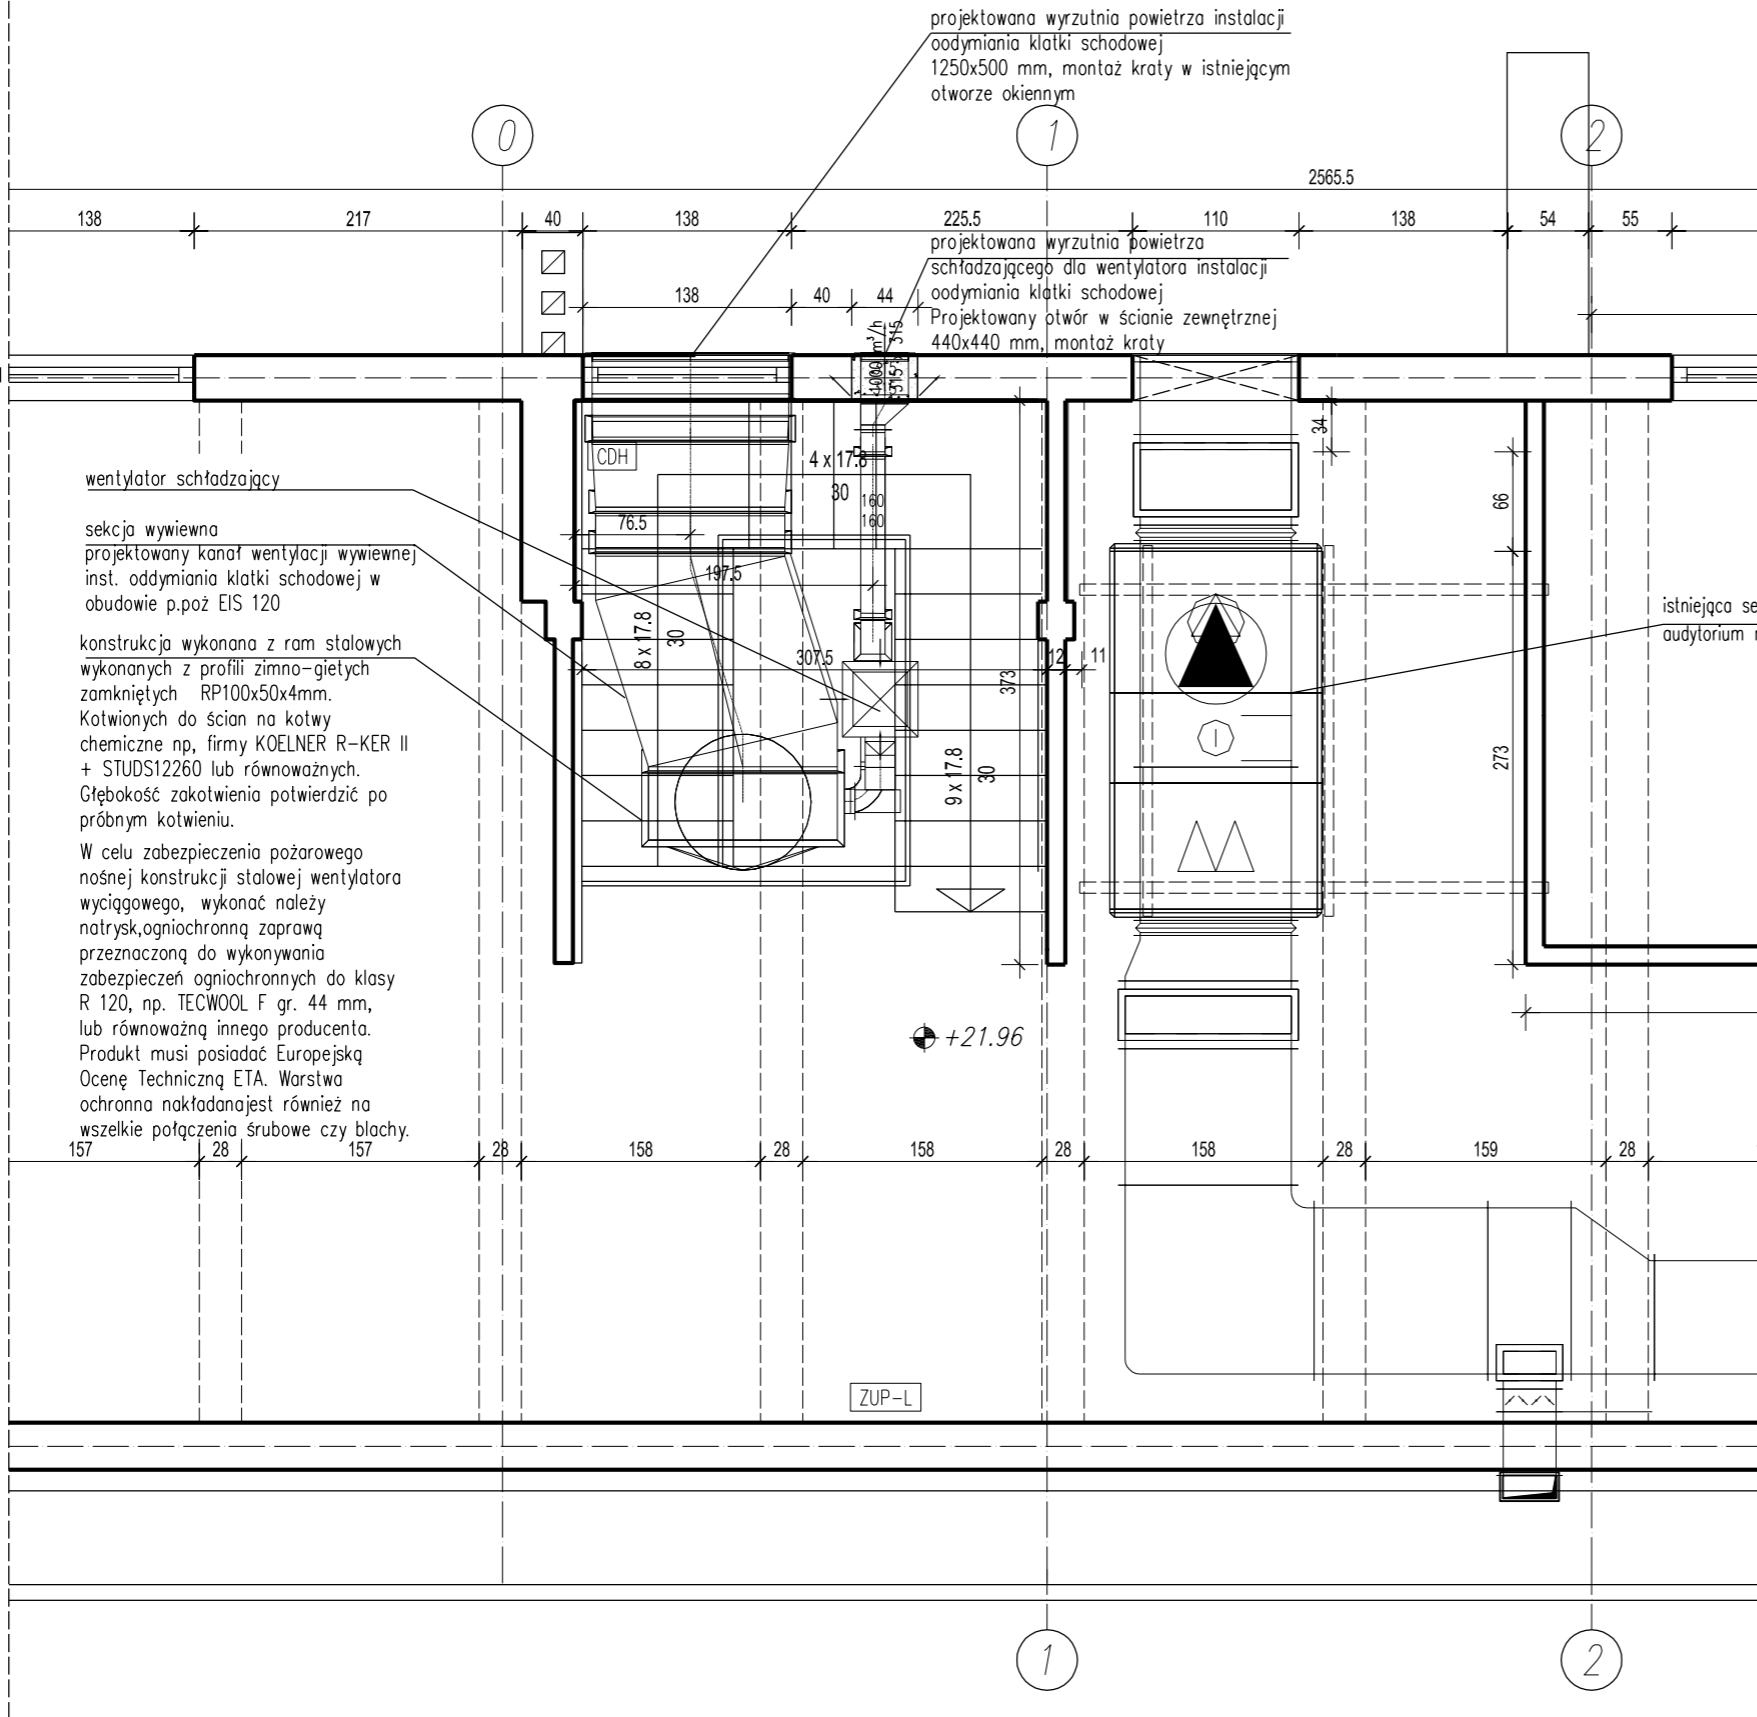 projektowana wyrzutnia powietrza instalacji
oodymiania klatki schodowej
1250x500 mm, montaż kraty w istniejącym
otworze okiennym
0
1
2
2565.5
138
217
40
138
225.5
110
138
54
55
projektowana wyrzutnia powietrza
schładzającego dla wentylatora instalacji
oodymiania klatki schodowej
Projektowany otwór w ścianie zewnętrznej
440x440 mm, montaż kraty
138
40
44
1000 m³/h
315
315
34
CDH
4 x 17.8
30
160
160
wentylator schładzający
66
sekcja wywiewna
projektowany kanał wentylacji wywiewnej
inst. oddymiania klatki schodowej w
obudowie p.poż EIS 120
76.5
197.5
istniejąca se
audytorium
konstrukcja wykonana z ram stalowych
wykonanych z profili zimno-giętych
zamkniętych RP100x50x4mm.
Kotwionych do ścian na kotwy
chemiczne np, firmy KOELNER R-KER II
+ STUDS12260 lub równoważnych.
Głębokość zakotwienia potwierdzić po
próbnym kotwieniu.
8 x 17.8
30
307.5
12
11
373
9 x 17.8
30
273
W celu zabezpieczenia pożarowego
nośnej konstrukcji stalowej wentylatora
wyciągowego, wykonać należy
natrysk,ogniochronną zaprawą
przeznaczoną do wykonywania
zabezpieczeń ogniochronnych do klasy
R 120, np. TECWOOL F gr. 44 mm,
lub równoważną innego producenta.
Produkt musi posiadać Europejską
Ocenę Techniczną ETA. Warstwa
ochronna nakładanajest również na
wszelkie połączenia śrubowe czy blachy.
+21.96
157
28
157
28
158
28
158
28
158
28
159
28
ZUP-L
1
2